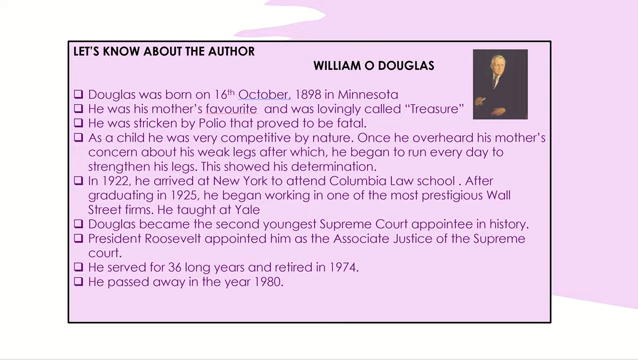 LET'S KNOW ABOUT THE AUTHOR
WILLIAM O DOUGLAS
❑ Douglas was born on 16th October, 1898 in Minnesota
❑ He was his mother's favourite and was lovingly called "Treasure"
❑ He was stricken by Polio that proved to be fatal.
❑ As a child he was very competitive by nature. Once he overheard his mother's
concern about his weak legs after which, he began to run every day to
strengthen his legs. This showed his determination.
❑ In 1922, he arrived at New York to attend Columbia Law school . After
graduating in 1925, he began working in one of the most prestigious Wall
Street firms. He taught at Yale
❑ Douglas became the second youngest Supreme Court appointee in history.
❑ President Roosevelt appointed him as the Associate Justice of the Supreme
court.
❑ He served for 36 long years and retired in 1974.
❑ He passed away in the year 1980.